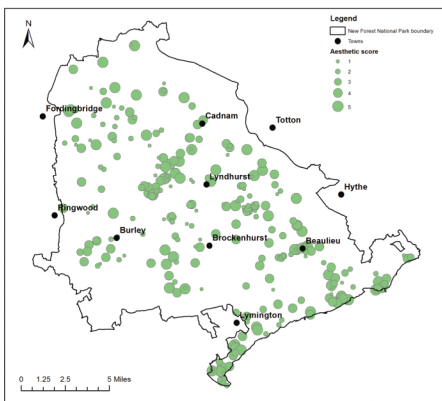 N
Legend
New Forest National Park boundary
Towns
Aesthetic score
1
2
3
4
5
Fordingbridge
Cadnam
Totton
Lyndhurst
Hythe
Ringwood
Burley
Brockenhurst
Beaulieu
Lymington
0 1.25 2.5 5 Miles